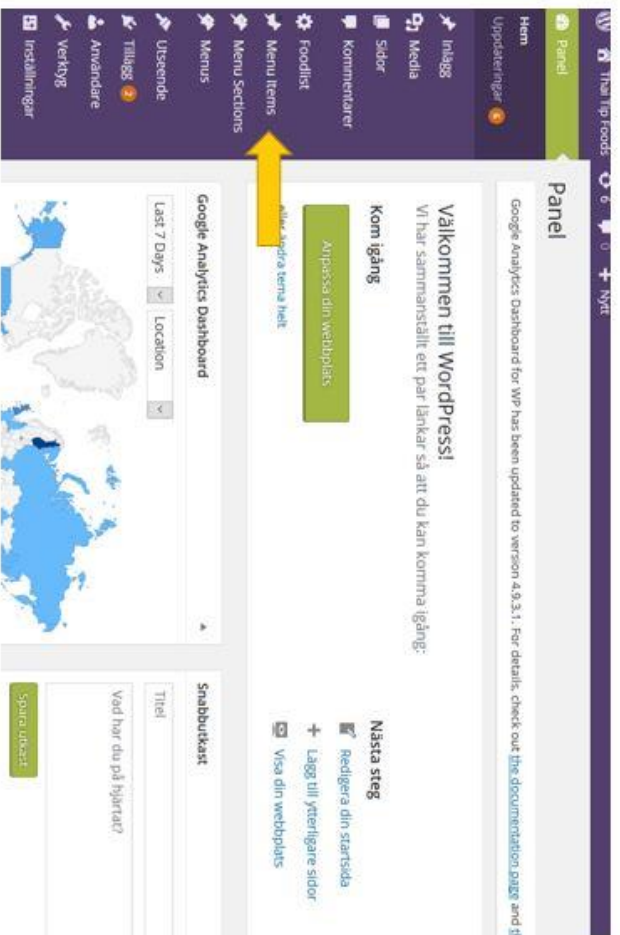 Thai Tip Foods 6 0 + Nytt
Panel
Hem
Uppdateringar 6
Inlägg
Media
Sidor
Kommentarer
Foodlist
Menu Items
Menu Sections
Menus
Utseende
Tillägg 2
Användare
Verktyg
Inställningar
Panel
Google Analytics Dashboard for WP has been updated to version 4.9.3.1. For details, check out the documentation page and
Välkommen till WordPress!
Vi har sammanställt ett par länkar så att du kan komma igång:
Kom igång
Anpassa din webbplats
eller ändra tema helt
Nästa steg
Redigera din startsida
Lägg till ytterligare sidor
Visa din webbplats
Google Analytics Dashboard
Last 7 Days Location
Snabbutkast
Titel
Vad har du på hjärtat?
Spara utkast